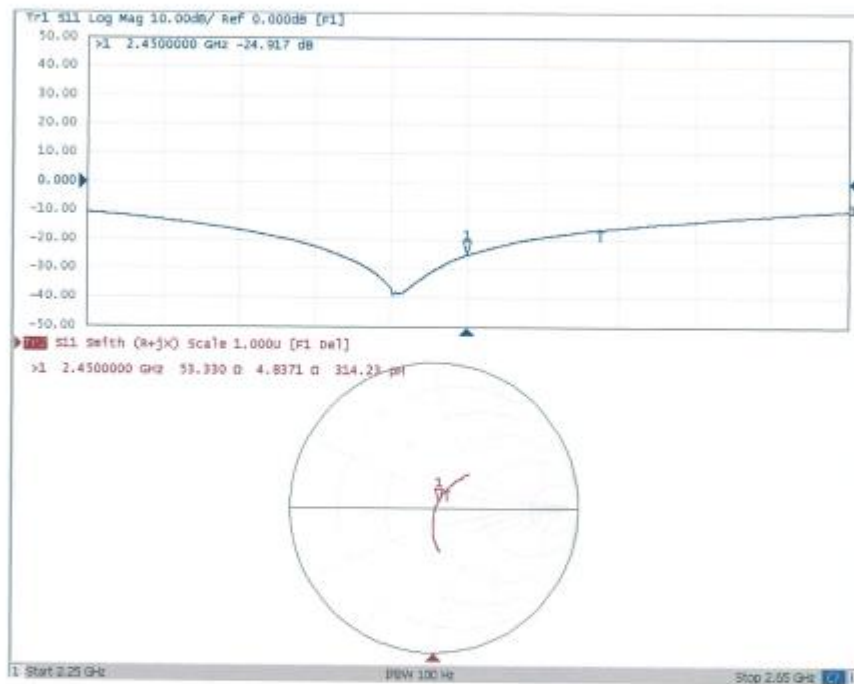 Tr1 S11 Log Mag 10.00dB/ Ref 0.000dB [F1]
50.00
>1 2.4500000 GHz -24.917 dB
40.00
30.00
20.00
10.00
0.000
-10.00
-20.00
1
-30.00
-40.00
-50.00
S11 Smith (R+jX) Scale 1.000U [F1 Del]
>1 2.4500000 GHz 53.330 Ω 4.8371 Ω 314.23 pH
1
1 Start 2.25 GHz IFBW 100 Hz Stop 2.65 GHz